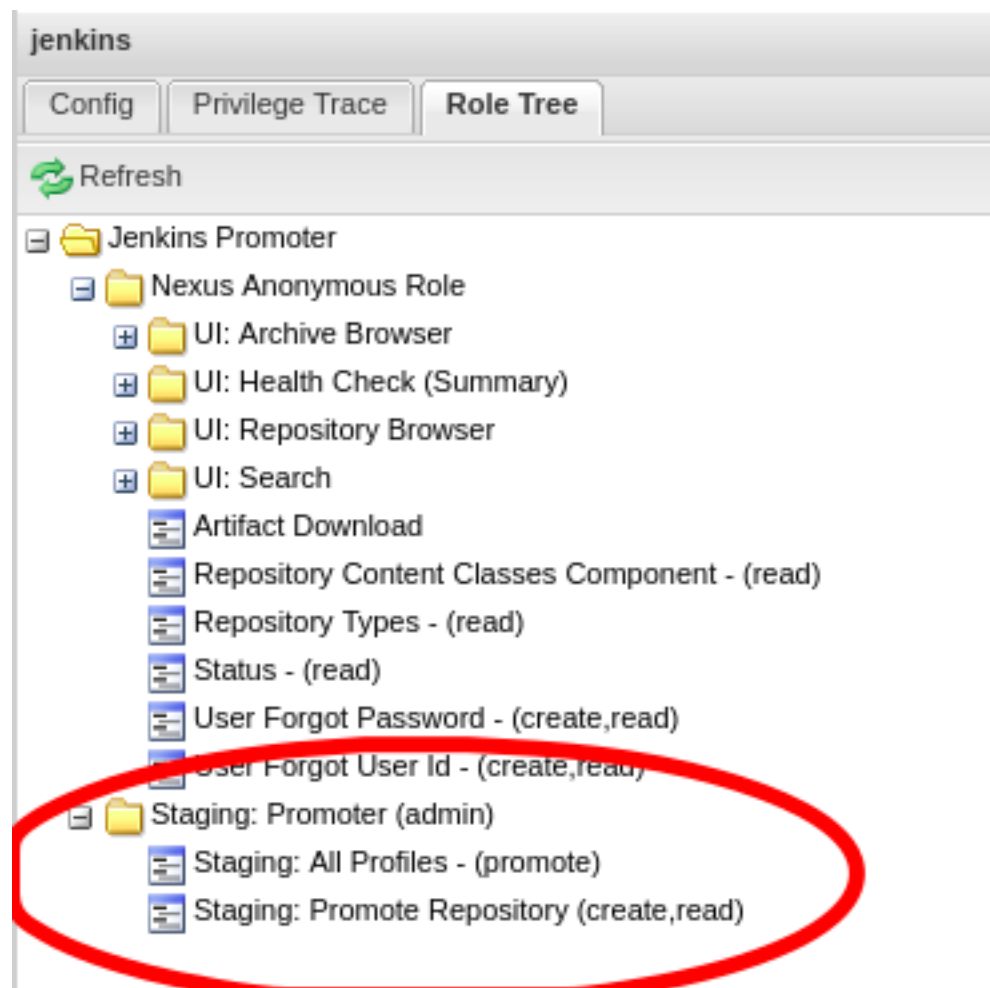 jenkins
Config Privilege Trace Role Tree
Refresh
Jenkins Promoter
Nexus Anonymous Role
UI: Archive Browser
UI: Health Check (Summary)
UI: Repository Browser
UI: Search
Artifact Download
Repository Content Classes Component - (read)
Repository Types - (read)
Status - (read)
User Forgot Password - (create,read)
User Forgot User Id - (create,read)
Staging: Promoter (admin)
Staging: All Profiles - (promote)
Staging: Promote Repository (create,read)